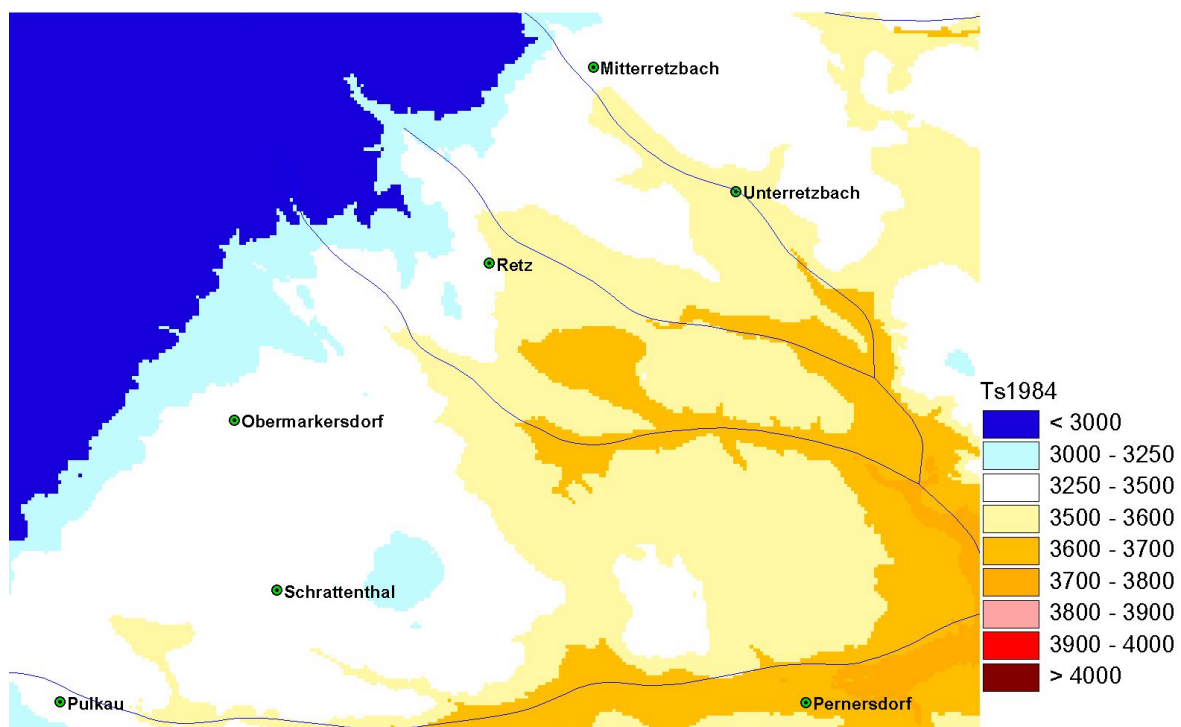 Mitterretzbach
Unterretzbach
Retz
Obermarkersdorf
Schrattenthal
Pulkau
Pernersdorf
Ts1984
< 3000
3000 - 3250
3250 - 3500
3500 - 3600
3600 - 3700
3700 - 3800
3800 - 3900
3900 - 4000
> 4000